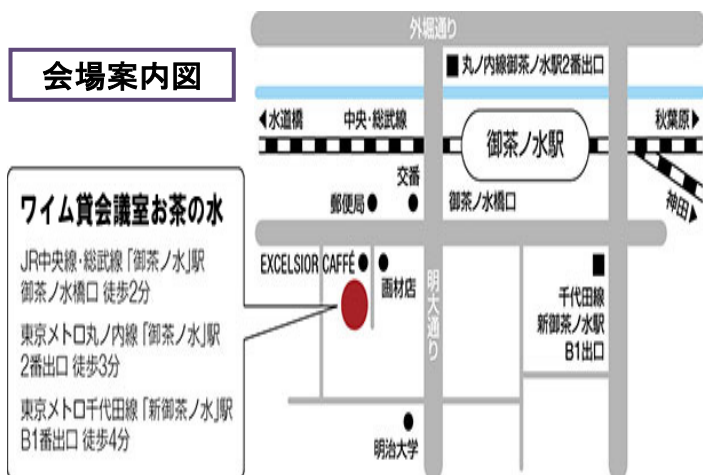 会場案内図
外堀通り
■丸ノ内線御茶ノ水駅2番出口
◀水道橋
中央・総武線
御茶ノ水駅
秋葉原▶
神田▶
交番
郵便局●
御茶ノ水橋口
ワイム貸会議室お茶の水
JR中央線・総武線「御茶ノ水」駅
御茶ノ水橋口 徒歩2分
東京メトロ丸ノ内線「御茶ノ水」駅
2番出口 徒歩3分
東京メトロ千代田線「新御茶ノ水」駅
B1番出口 徒歩4分
EXCELSIOR CAFFÉ
画材店
明大通り
千代田線
新御茶ノ水駅
B1出口
明治大学